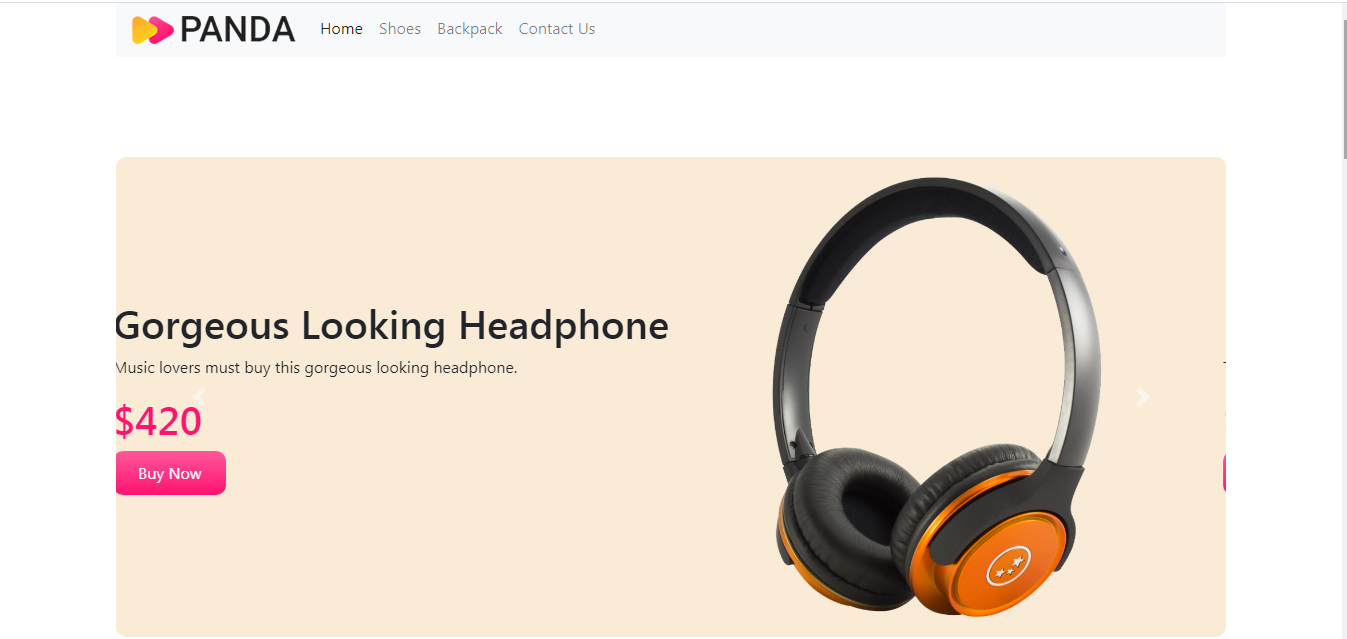 PANDA Home Shoes Backpack Contact Us
Gorgeous Looking Headphone
Music lovers must buy this gorgeous looking headphone.
$420
Buy Now